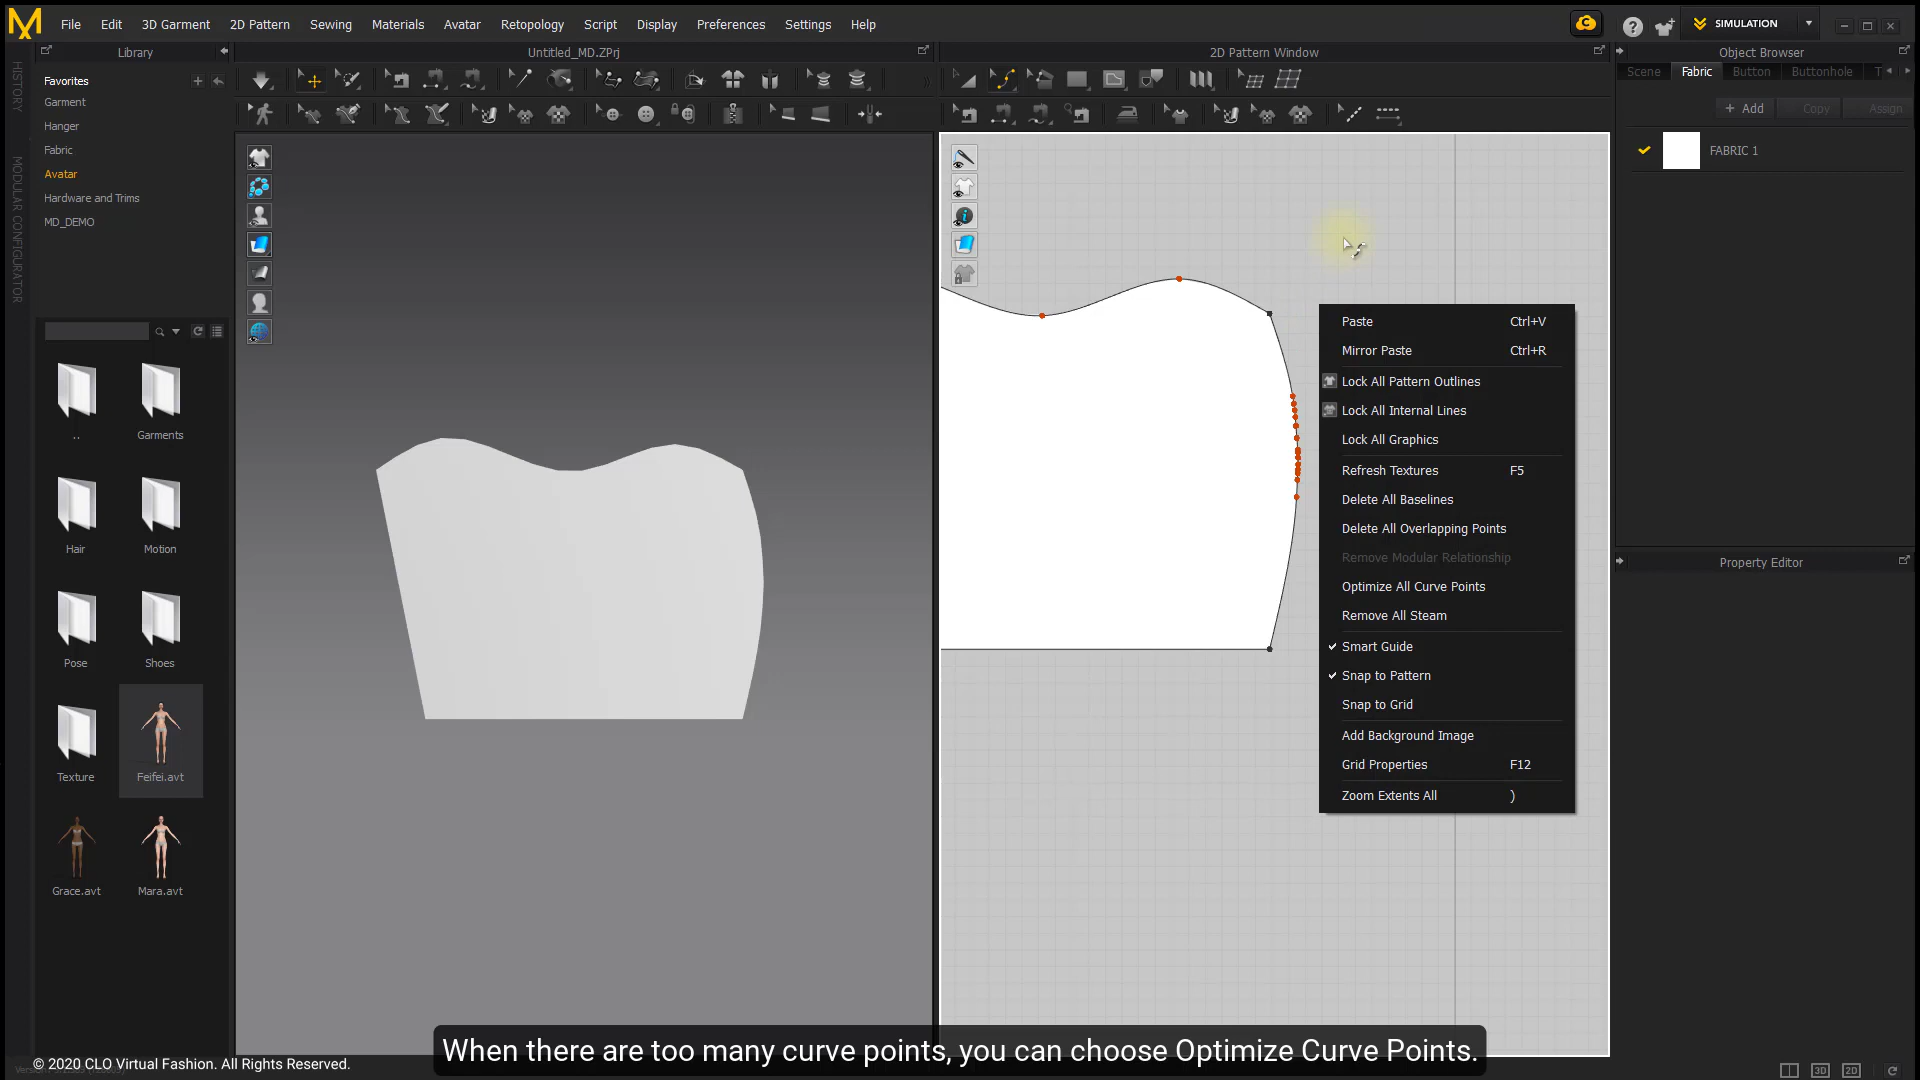 File Edit 3D Garment 2D Pattern Sewing Materials Avatar Retopology Script Display Preferences Settings Help
SIMULATION
Library
Untitled_MD.ZPrj
2D Pattern Window
Object Browser
HISTORY
MODULAR CONFIGURATOR
Favorites
Garment
Hanger
Fabric
Avatar
Hardware and Trims
MD_DEMO
..
Garments
Hair
Motion
Pose
Shoes
Texture
Feifei.avt
Grace.avt
Mara.avt
Paste Ctrl+V
Mirror Paste Ctrl+R
Lock All Pattern Outlines
Lock All Internal Lines
Lock All Graphics
Refresh Textures F5
Delete All Baselines
Delete All Overlapping Points
Remove Modular Relationship
Optimize All Curve Points
Remove All Steam
Smart Guide
Snap to Pattern
Snap to Grid
Add Background Image
Grid Properties F12
Zoom Extents All )
Scene Fabric Button Buttonhole T
+ Add Copy Assign
FABRIC 1
Property Editor
When there are too many curve points, you can choose Optimize Curve Points.
© 2020 CLO Virtual Fashion. All Rights Reserved.
3D 2D